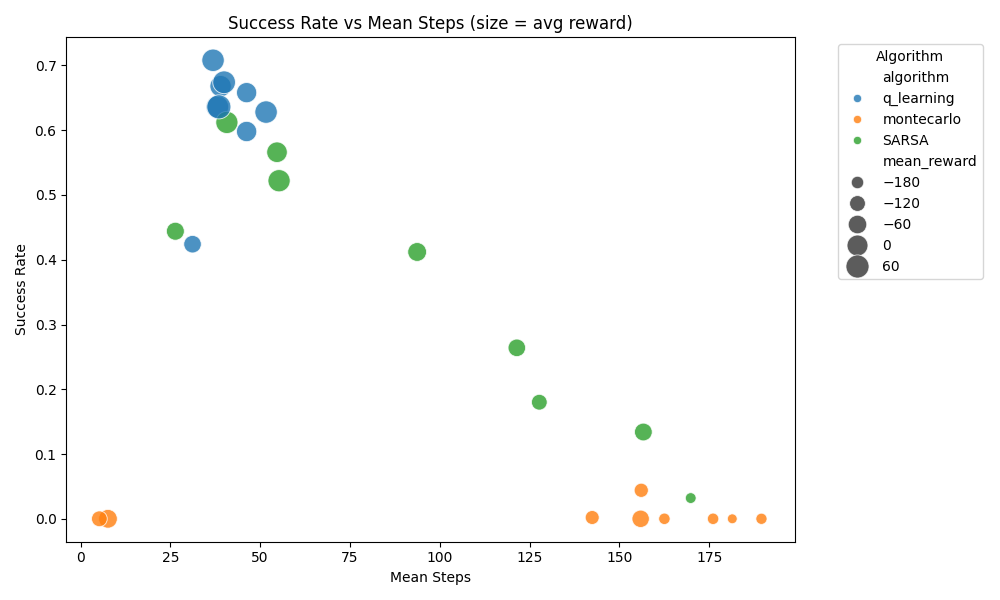 Success Rate vs Mean Steps (size = avg reward)
Success Rate
0.7
0.6
0.5
0.4
0.3
0.2
0.1
0.0
0
25
50
75
100
125
150
175
Mean Steps
Algorithm
algorithm
q_learning
montecarlo
SARSA
mean_reward
−180
−120
−60
0
60